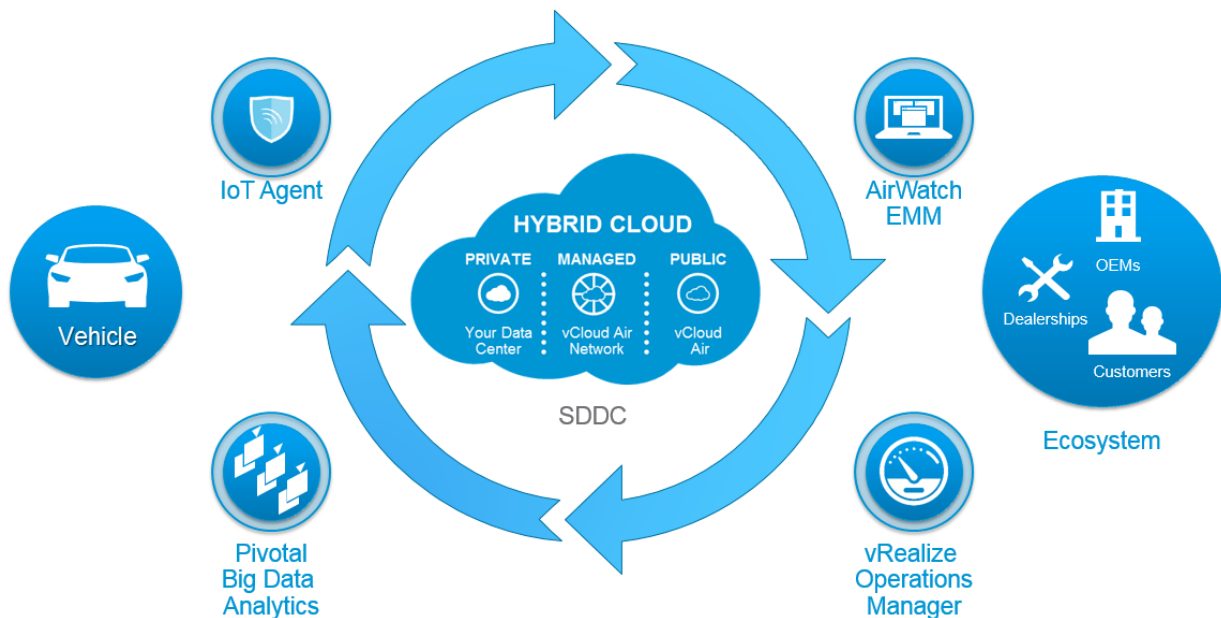 IoT Agent
AirWatch
EMM
Vehicle
HYBRID CLOUD
PRIVATE
MANAGED
PUBLIC
Your Data
Center
vCloud Air
Network
vCloud
Air
SDDC
OEMs
Dealerships
Customers
Ecosystem
Pivotal
Big Data
Analytics
vRealize
Operations
Manager